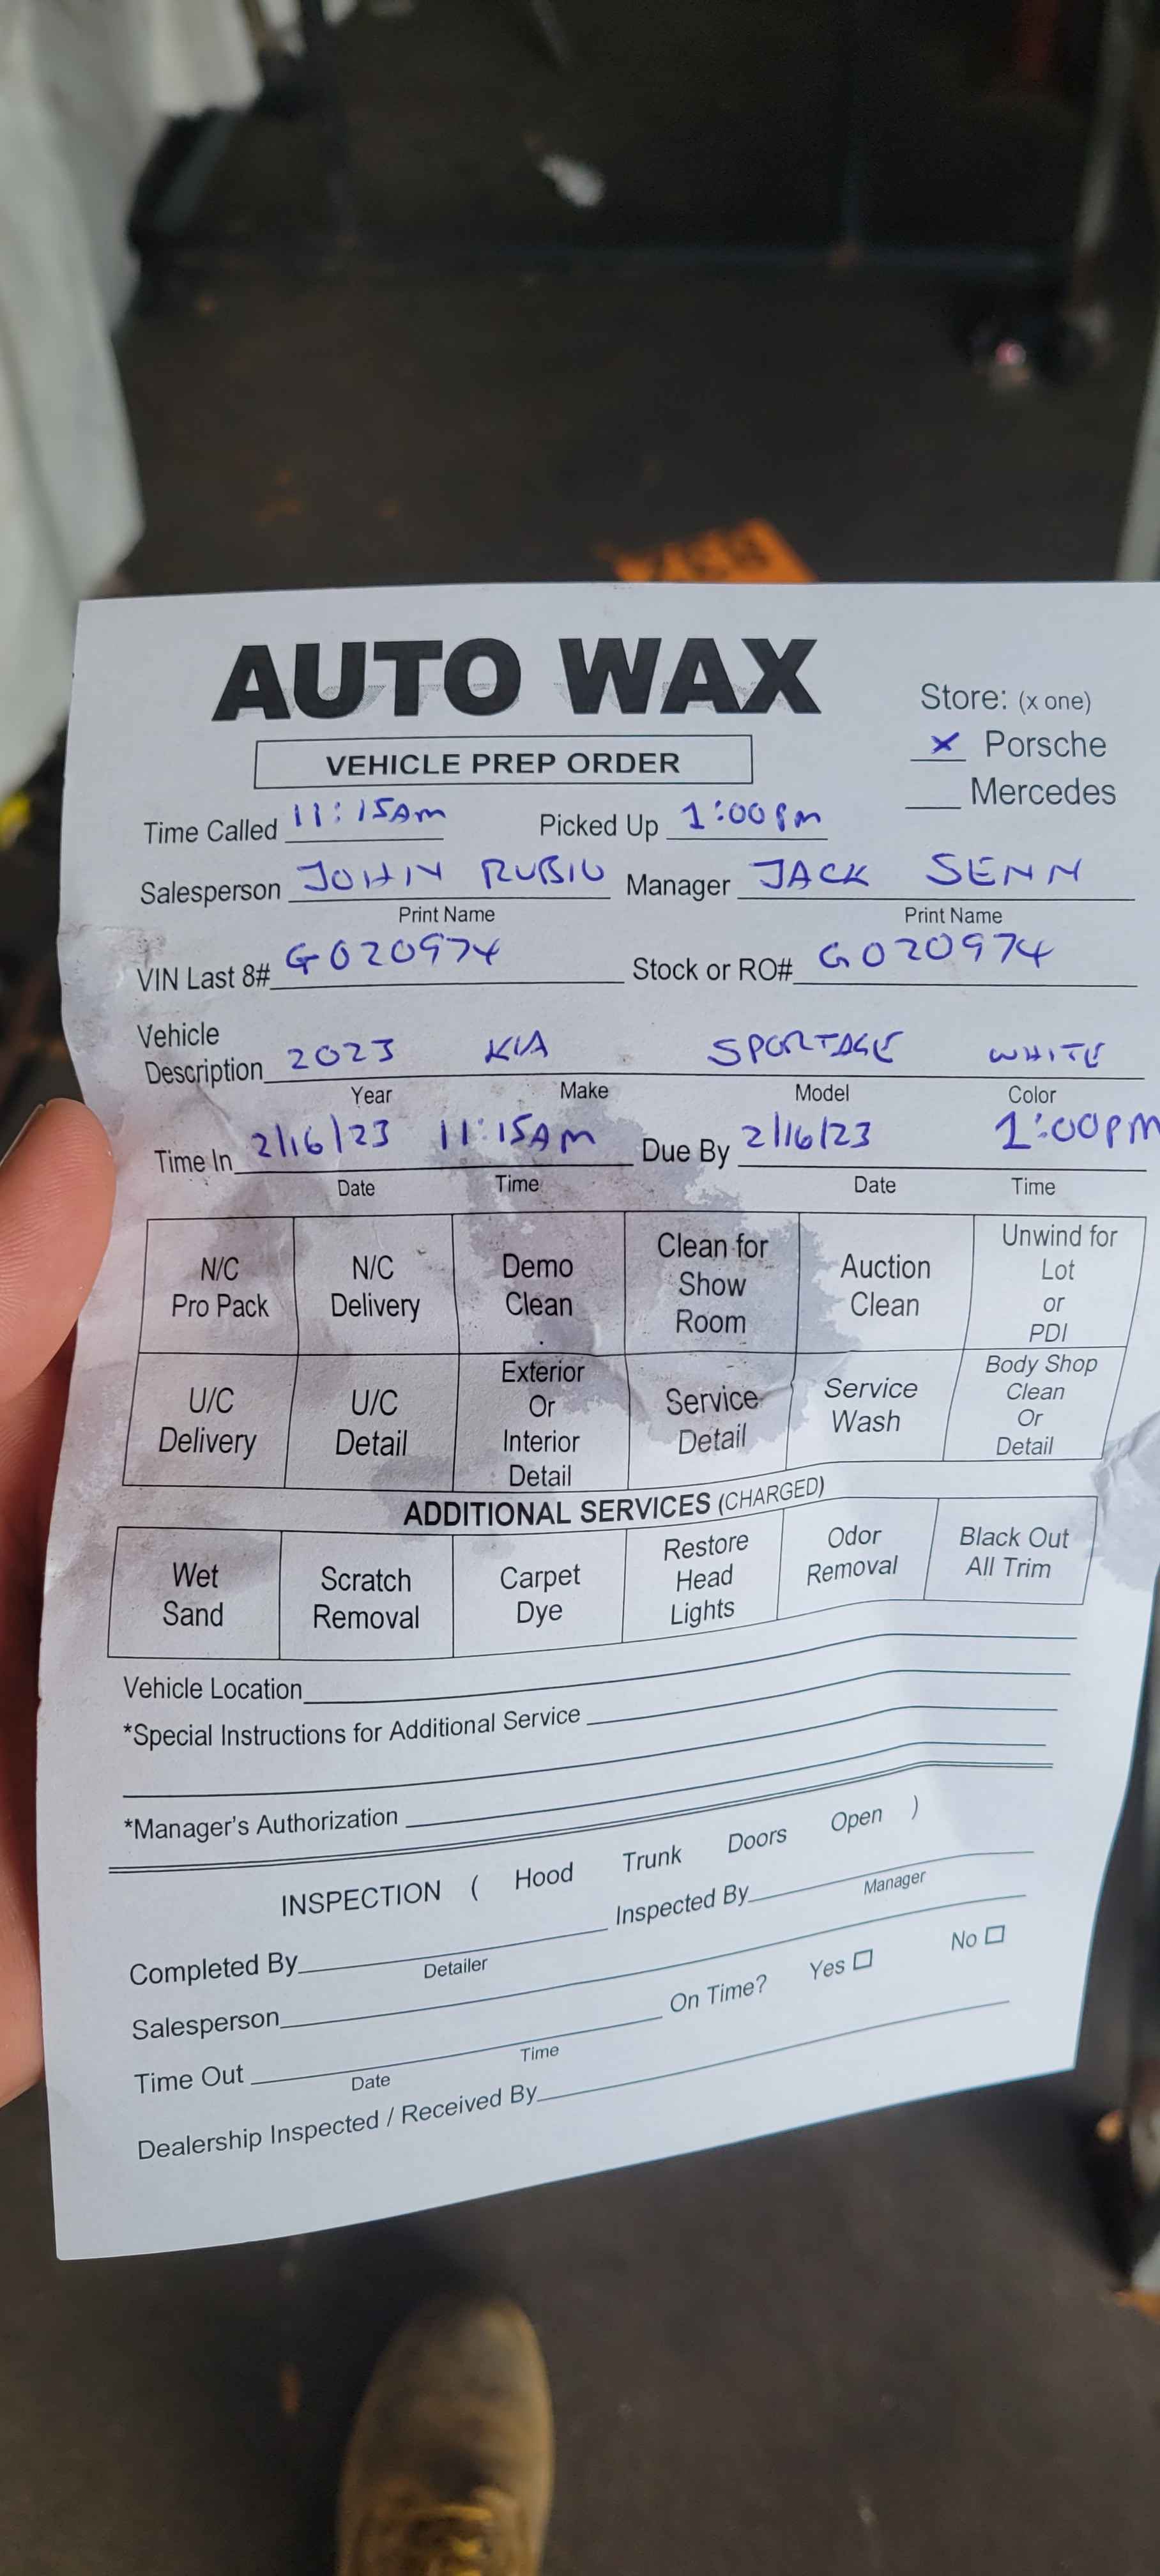 AUTO WAX
Store: (x one)
VEHICLE PREP ORDER
x Porsche
Mercedes
Time Called 11:15Am Picked Up 1:00pm
Salesperson JOHN RUBIO Manager JACK SENN
Print Name Print Name
VIN Last 8# G020974 Stock or RO# G020974
Vehicle
Description 2023 KIA SPORTAGE WHITE
Year Make Model Color
Time In 2/16/23 11:15AM Due By 2/16/23 1:00pm
Date Time Date Time
N/C
Pro Pack
N/C
Delivery
Demo
Clean
Clean for
Show
Room
Auction
Clean
Unwind for
Lot
or
PDI
U/C
Delivery
U/C
Detail
Exterior
Or
Interior
Detail
Service
Detail
Service
Wash
Body Shop
Clean
Or
Detail
ADDITIONAL SERVICES (CHARGED)
Wet
Sand
Scratch
Removal
Carpet
Dye
Restore
Head
Lights
Odor
Removal
Black Out
All Trim
Vehicle Location
*Special Instructions for Additional Service
*Manager's Authorization
INSPECTION ( Hood Trunk Doors Open )
Completed By Inspected By
Detailer Manager
Salesperson
On Time? Yes No
Time Out
Date Time
Dealership Inspected / Received By